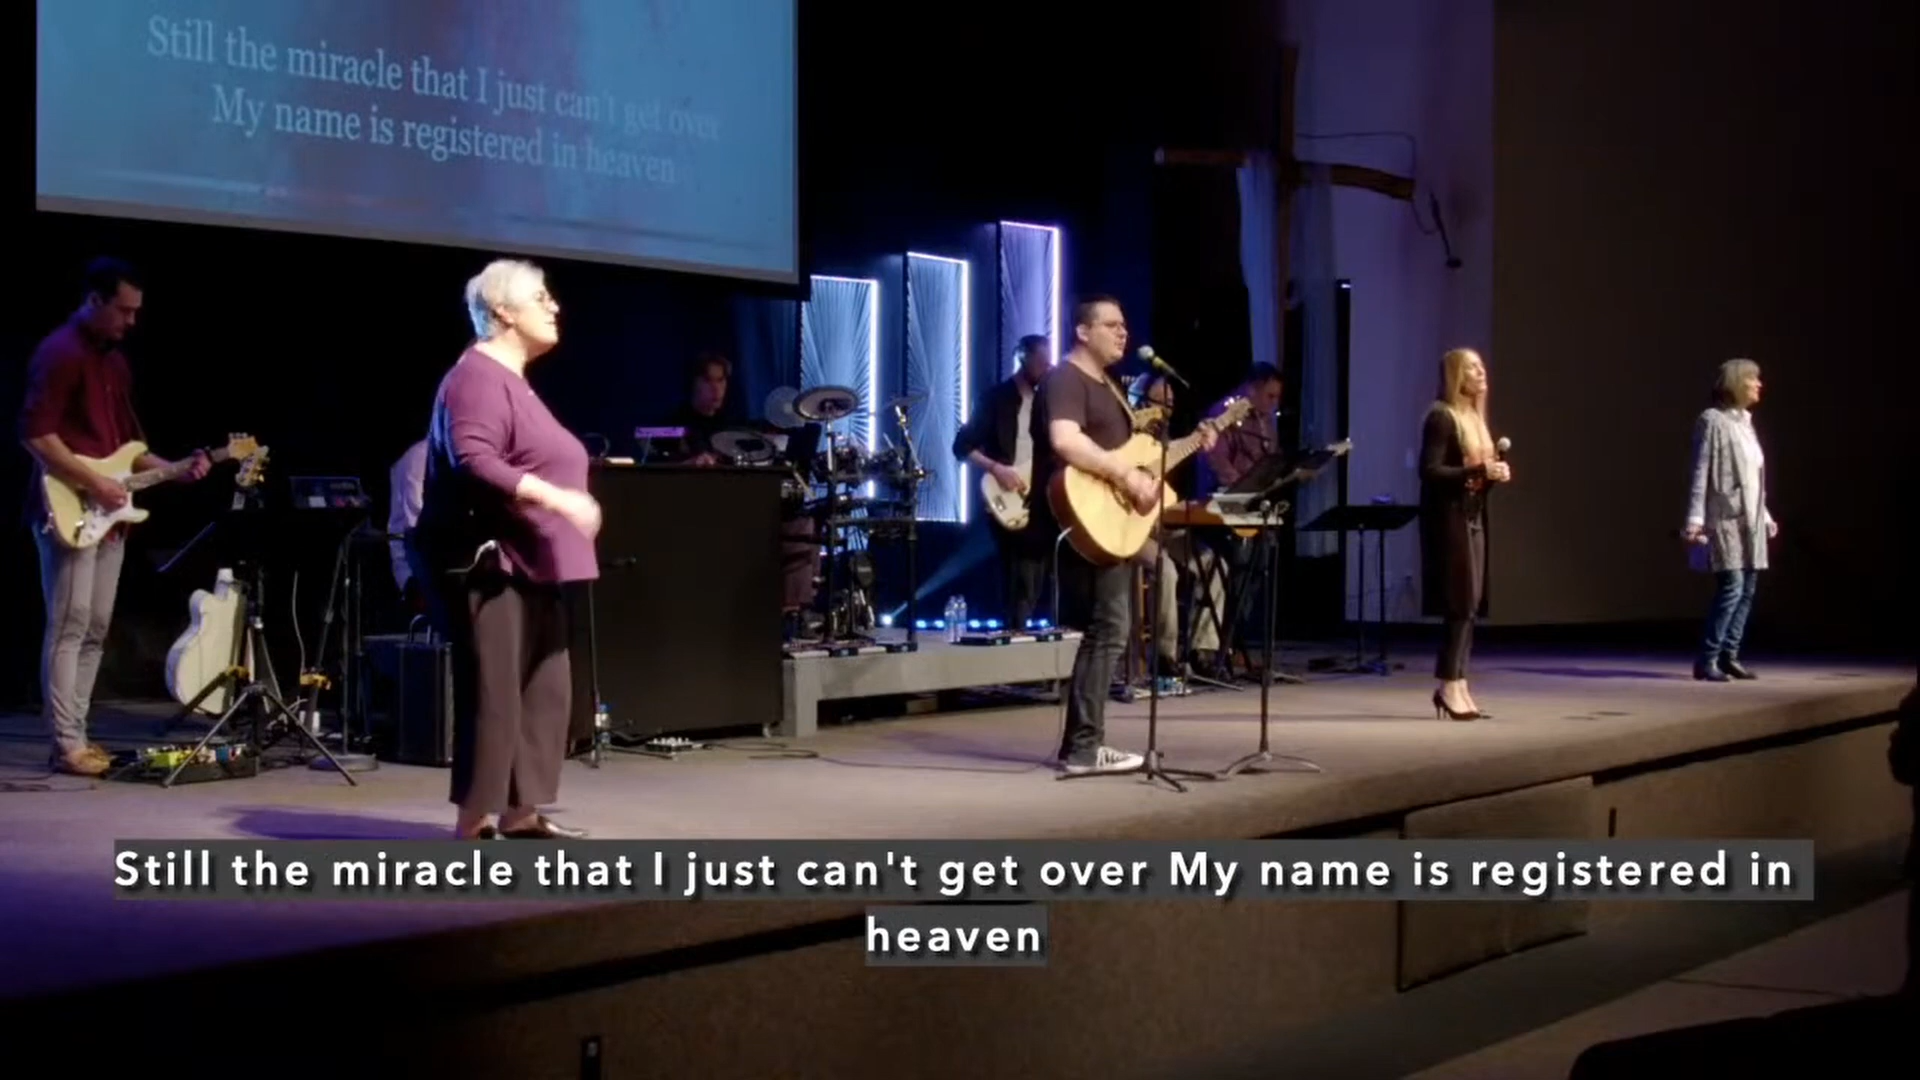 Still the miracle that I just can't get over
My name is registered in heaven
Still the miracle that I just can't get over My name is registered in
heaven